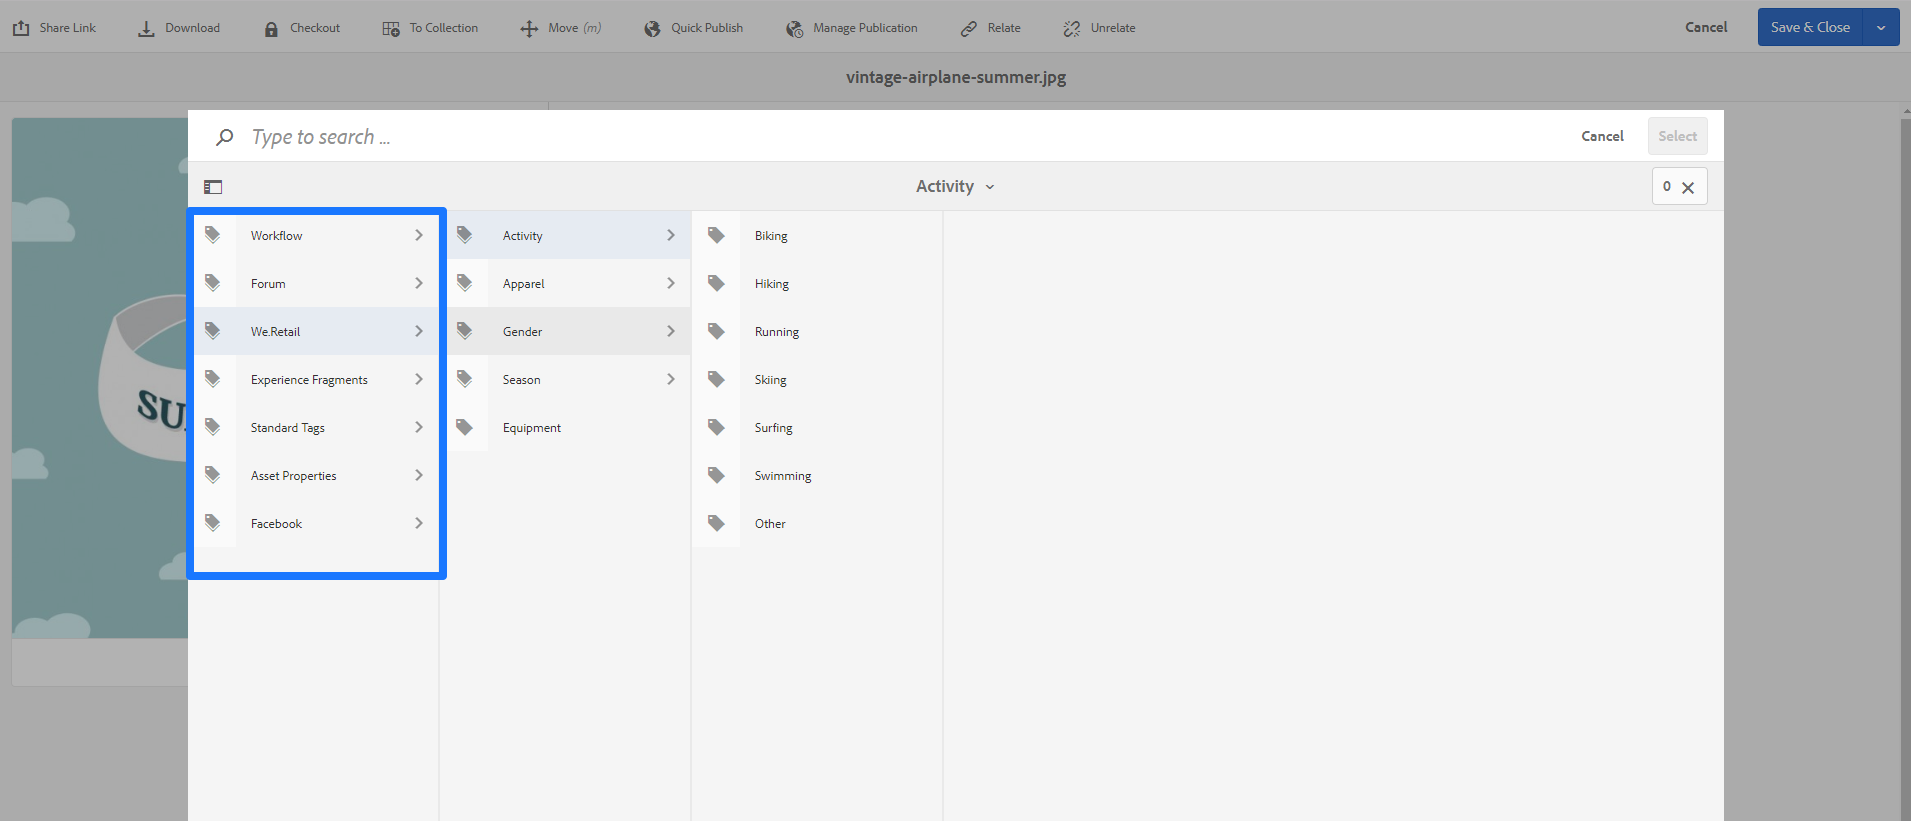 Share Link Download Checkout To Collection Move (m) Quick Publish Manage Publication Relate Unrelate Cancel Save & Close
vintage-airplane-summer.jpg
Type to search ... Cancel Select
Activity 0
Workflow Activity Biking
Forum Apparel Hiking
We.Retail Gender Running
Experience Fragments Season Skiing
Standard Tags Equipment Surfing
Asset Properties Swimming
Facebook Other